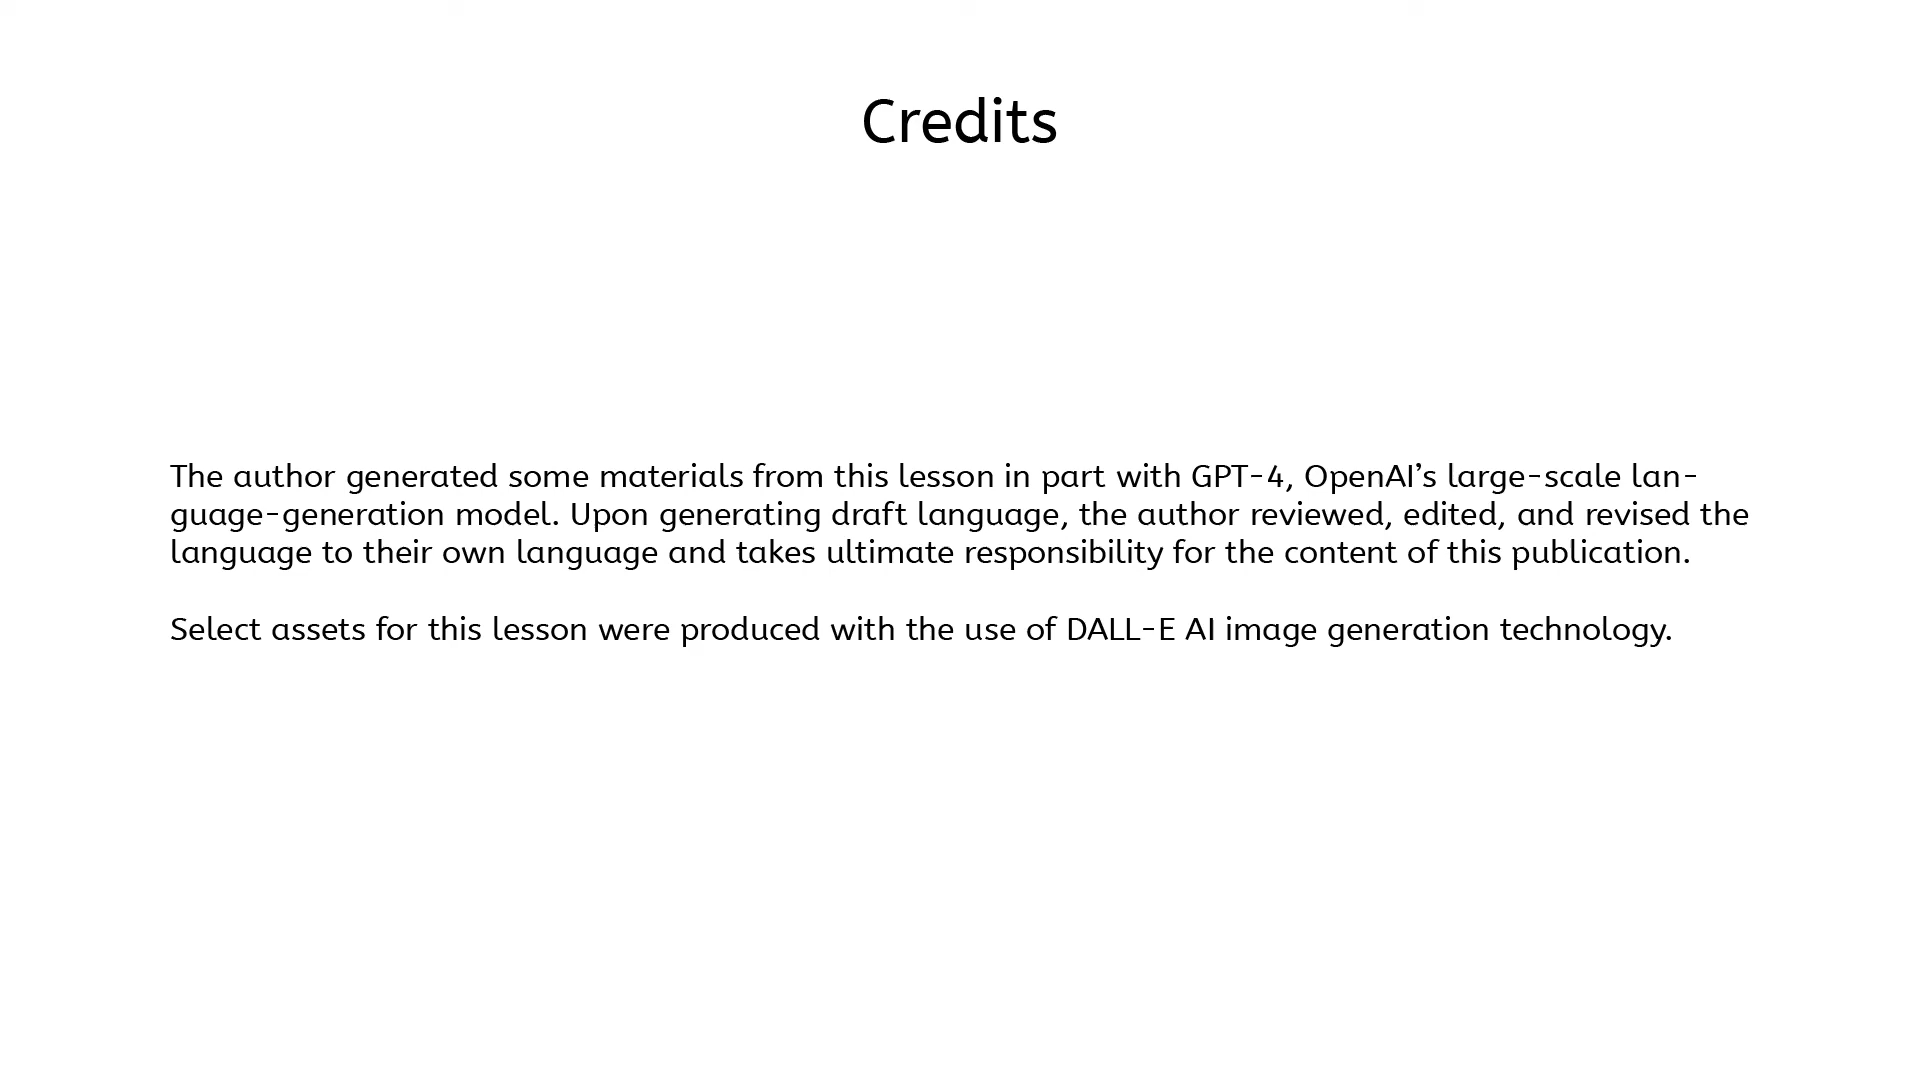 Credits
The author generated some materials from this lesson in part with GPT-4, OpenAI’s large-scale lan-
guage-generation model. Upon generating draft language, the author reviewed, edited, and revised the
language to their own language and takes ultimate responsibility for the content of this publication.
Select assets for this lesson were produced with the use of DALL-E AI image generation technology.